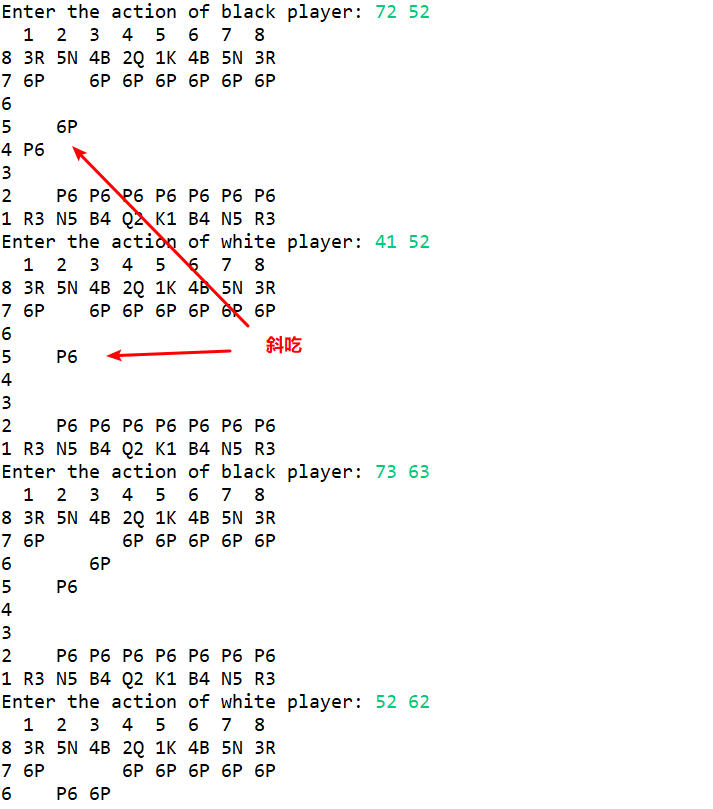 Enter the action of black player: 72 52
  1  2  3  4  5  6  7  8
8 3R 5N 4B 2Q 1K 4B 5N 3R
7 6P    6P 6P 6P 6P 6P 6P
6
5    6P
4 P6
3
2    P6 P6 P6 P6 P6 P6 P6
1 R3 N5 B4 Q2 K1 B4 N5 R3
Enter the action of white player: 41 52
  1  2  3  4  5  6  7  8
8 3R 5N 4B 2Q 1K 4B 5N 3R
7 6P    6P 6P 6P 6P 6P 6P
6
斜吃
5    P6
4
3
2    P6 P6 P6 P6 P6 P6 P6
1 R3 N5 B4 Q2 K1 B4 N5 R3
Enter the action of black player: 73 63
  1  2  3  4  5  6  7  8
8 3R 5N 4B 2Q 1K 4B 5N 3R
7 6P       6P 6P 6P 6P 6P
6       6P
5    P6
4
3
2    P6 P6 P6 P6 P6 P6 P6
1 R3 N5 B4 Q2 K1 B4 N5 R3
Enter the action of white player: 52 62
  1  2  3  4  5  6  7  8
8 3R 5N 4B 2Q 1K 4B 5N 3R
7 6P       6P 6P 6P 6P 6P
6    P6 6P